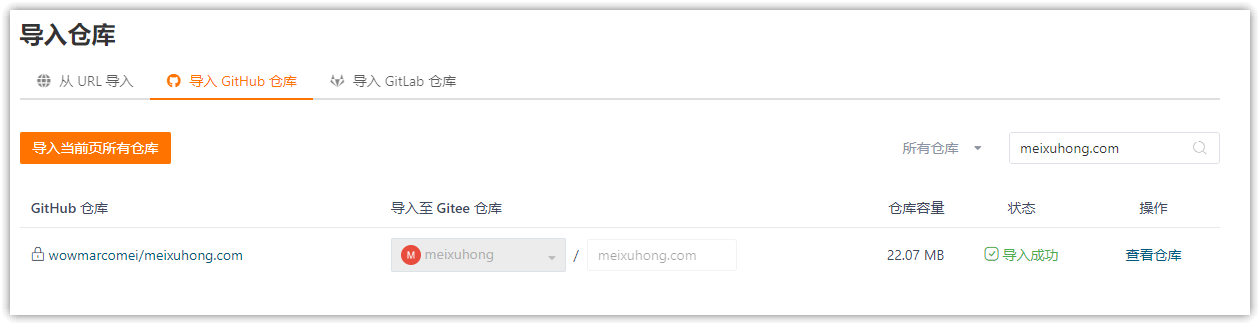 导入仓库
从 URL 导入 导入 GitHub 仓库 导入 GitLab 仓库
导入当前页所有仓库 所有仓库 meixuhong.com
GitHub 仓库 导入至 Gitee 仓库 仓库容量 状态 操作
wowmarcomei/meixuhong.com M meixuhong / meixuhong.com 22.07 MB 导入成功 查看仓库